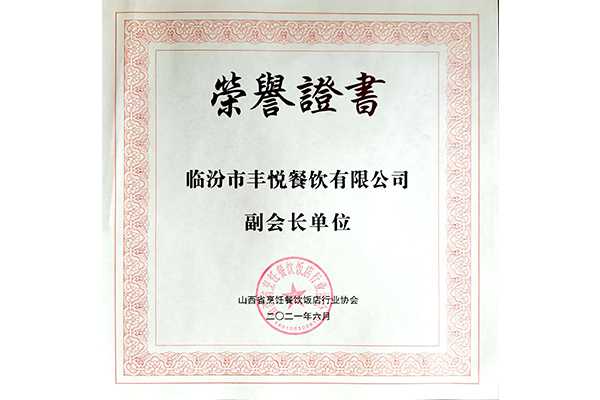 榮譽證書
临汾市丰悦餐饮有限公司
副会长单位
山西省烹饪餐饮饭店行业协会
二〇二一年六月